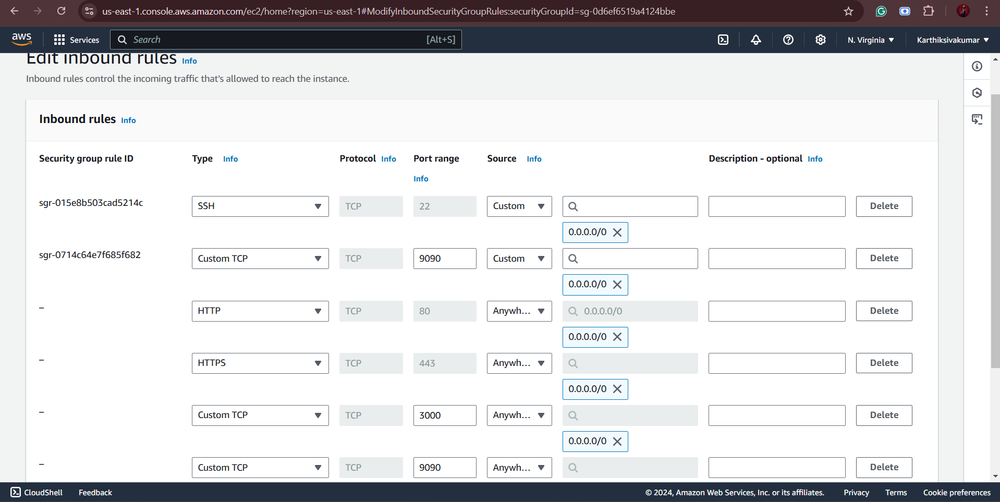 us-east-1.console.aws.amazon.com/ec2/home?region=us-east-1#ModifyInboundSecurityGroupRules:securityGroupId=sg-0d6ef6519a4124bbe
aws Services Search [Alt+S] N. Virginia Karthiksivakumar
Edit inbound rules Info
Inbound rules control the incoming traffic that's allowed to reach the instance.
Inbound rules Info
Security group rule ID Type Info Protocol Info Port range Source Info Description - optional Info
Info
sgr-015e8b503cad5214c SSH TCP 22 Custom Delete
0.0.0.0/0
sgr-0714c64e7f685f682 Custom TCP TCP 9090 Custom Delete
0.0.0.0/0
– HTTP TCP 80 Anywh... 0.0.0.0/0 Delete
0.0.0.0/0
– HTTPS TCP 443 Anywh... Delete
0.0.0.0/0
– Custom TCP TCP 3000 Anywh... Delete
0.0.0.0/0
– Custom TCP TCP 9090 Anywh... Delete
CloudShell Feedback © 2024, Amazon Web Services, Inc. or its affiliates. Privacy Terms Cookie preferences